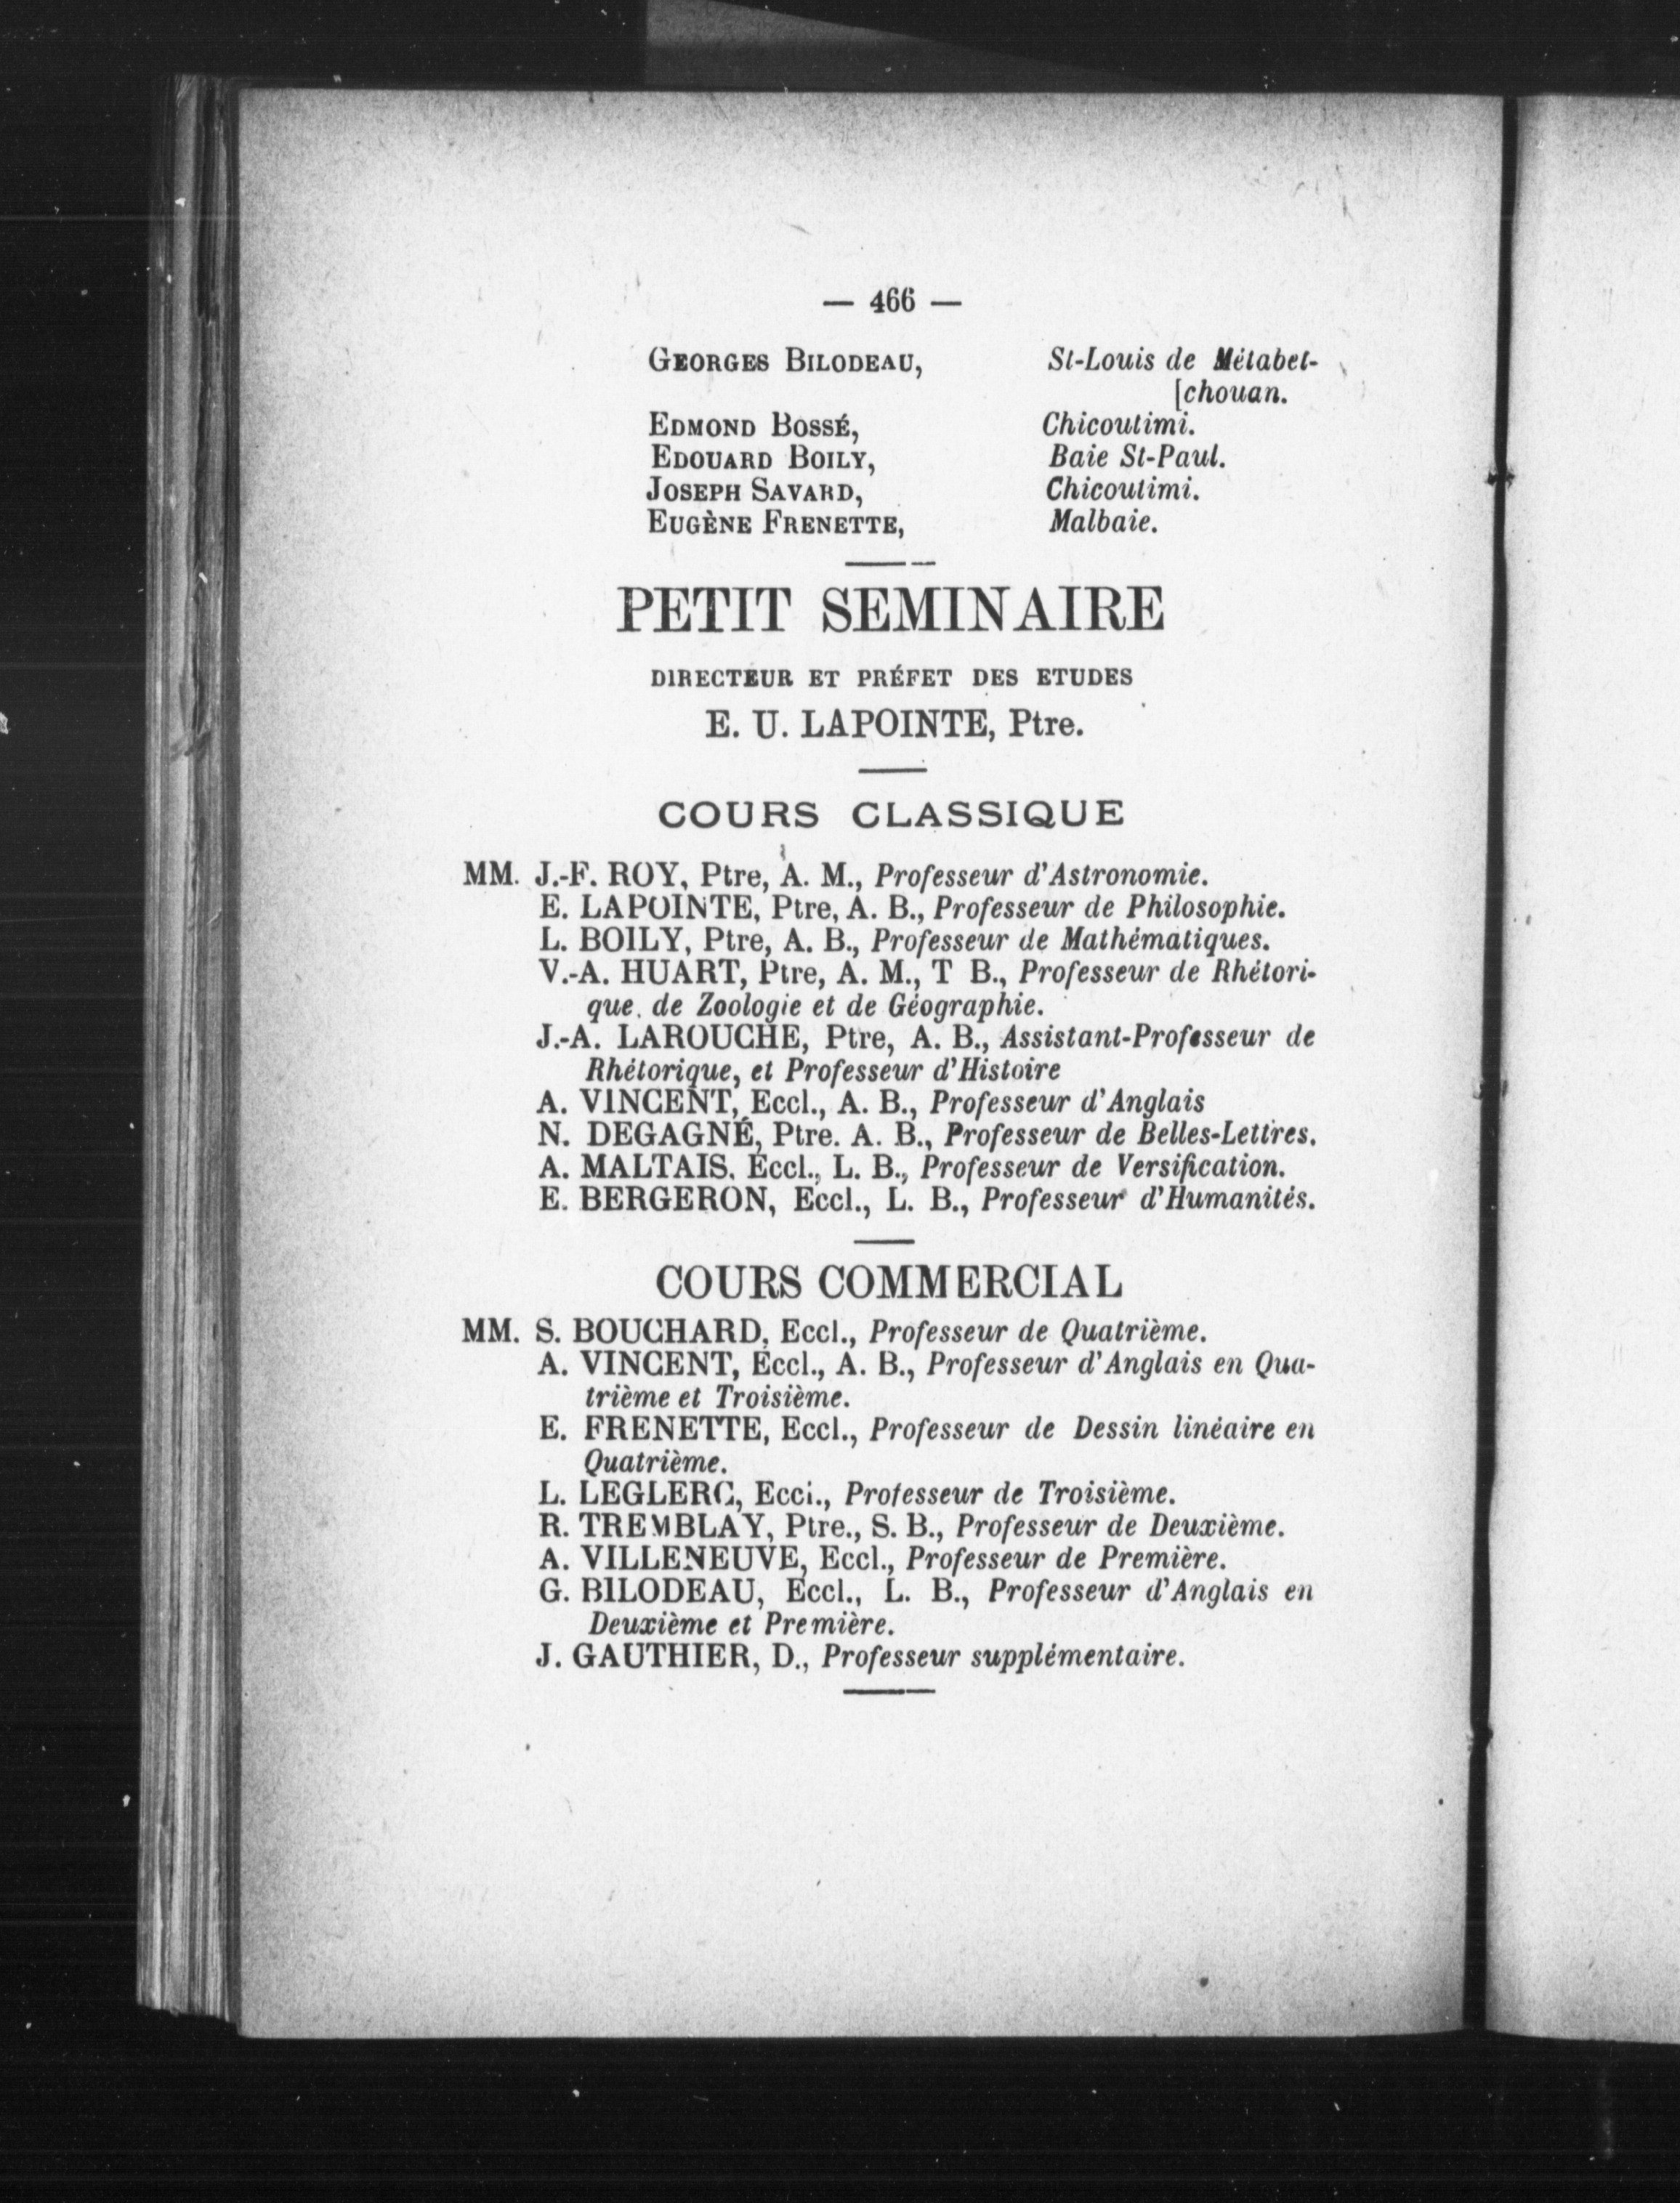 — 466 —
GEORGES BILODEAU, St-Louis de Métabet-
[chouan.
EDMOND BOSSÉ, Chicoutimi.
EDOUARD BOILY, Baie St-Paul.
JOSEPH SAVARD, Chicoutimi.
EUGÈNE FRENETTE, Malbaie.
PETIT SEMINAIRE
DIRECTEUR ET PRÉFET DES ETUDES
E. U. LAPOINTE, Ptre.
COURS CLASSIQUE
MM. J.-F. ROY, Ptre, A. M., Professeur d'Astronomie.
E. LAPOINTE, Ptre, A. B., Professeur de Philosophie.
L. BOILY, Ptre, A. B., Professeur de Mathématiques.
V.-A. HUART, Ptre, A. M., T B., Professeur de Rhétori-
que, de Zoologie et de Géographie.
J.-A. LAROUCHE, Ptre, A. B., Assistant-Professeur de
Rhétorique, et Professeur d'Histoire
A. VINCENT, Eccl., A. B., Professeur d'Anglais
N. DEGAGNÉ, Ptre. A. B., Professeur de Belles-Lettres.
A. MALTAIS, Eccl., L. B., Professeur de Versification.
E. BERGERON, Eccl., L. B., Professeur d'Humanités.
COURS COMMERCIAL
MM. S. BOUCHARD, Eccl., Professeur de Quatrième.
A. VINCENT, Eccl., A. B., Professeur d'Anglais en Qua-
trième et Troisième.
E. FRENETTE, Eccl., Professeur de Dessin linéaire en
Quatrième.
L. LEGLERC, Eccl., Professeur de Troisième.
R. TREMBLAY, Ptre., S. B., Professeur de Deuxième.
A. VILLENEUVE, Eccl., Professeur de Première.
G. BILODEAU, Eccl., L. B., Professeur d'Anglais en
Deuxième et Première.
J. GAUTHIER, D., Professeur supplémentaire.